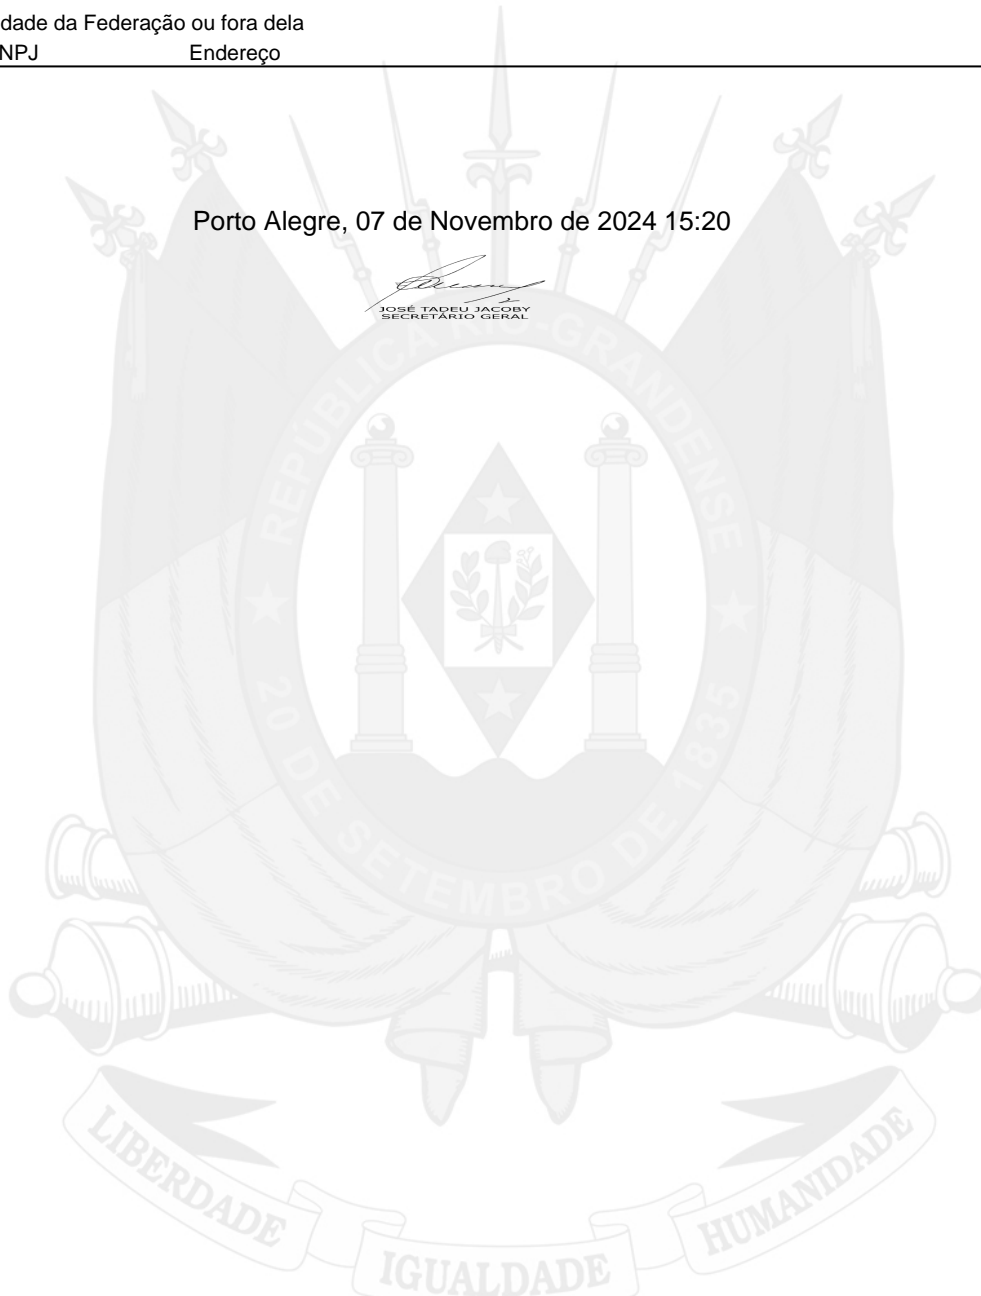 dade da Federação ou fora dela
NPJ Endereço
Porto Alegre, 07 de Novembro de 2024 15:20
JOSÉ TADEU JACOBY
SECRETÁRIO GERAL
REPÚBLICA RIO-GRANDENSE
20 DE SETEMBRO DE 1835
LIBERDADE IGUALDADE HUMANIDADE